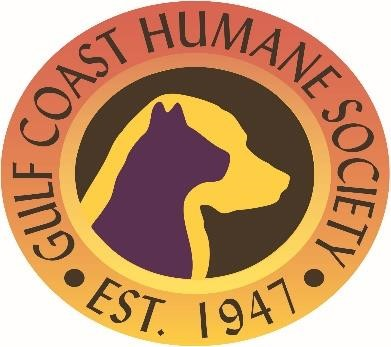 GULF COAST HUMANE SOCIETY
• EST. 1947 •